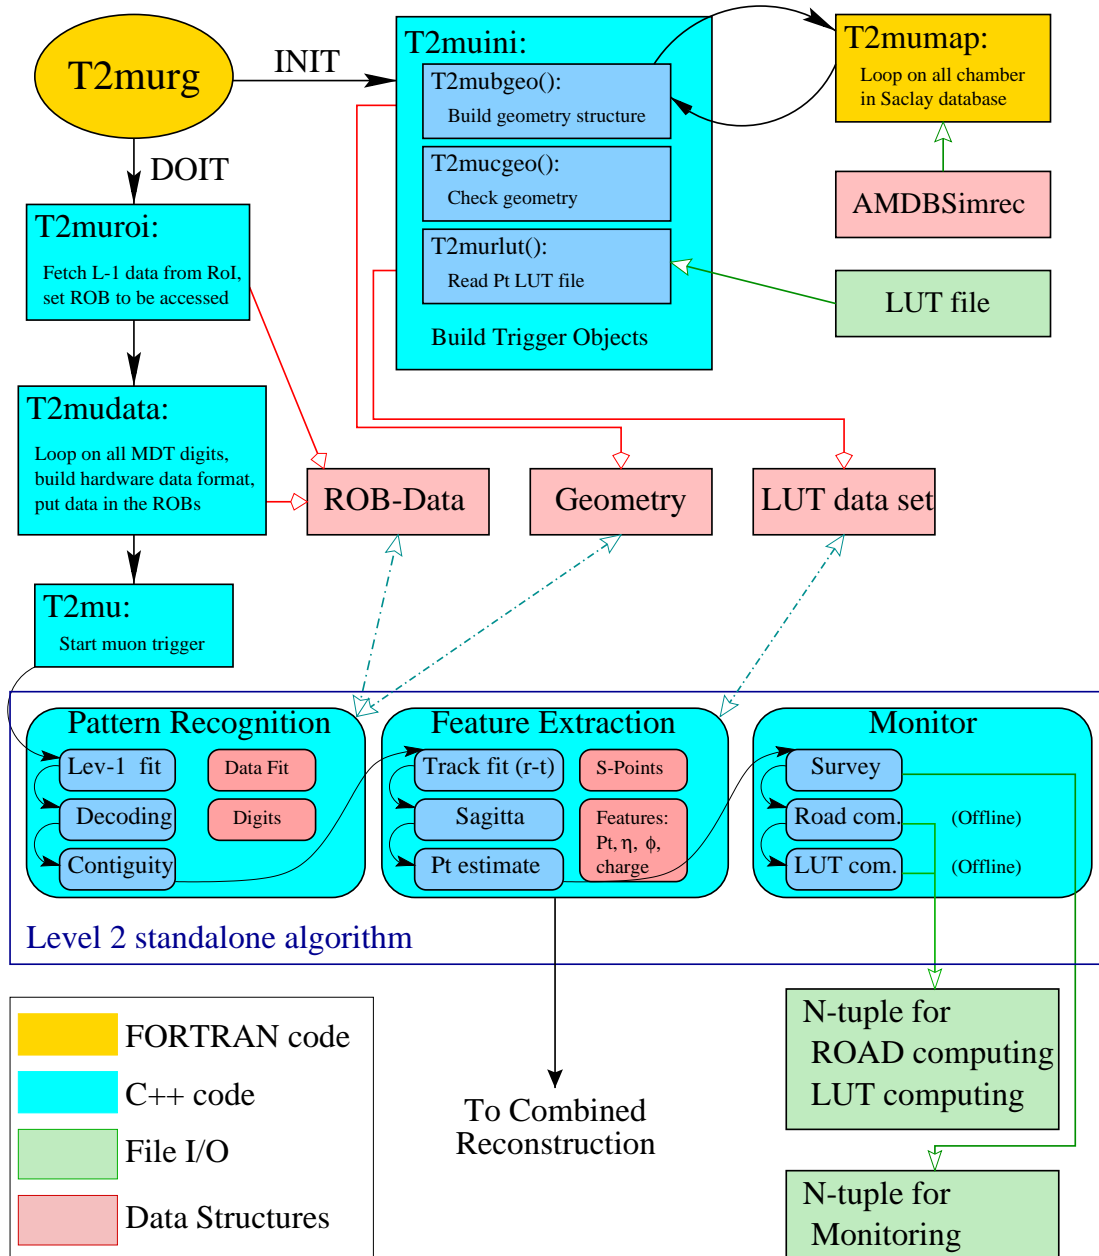 T2murg
INIT
T2muini:
T2mubgeo():
Build geometry structure
T2mucgeo():
Check geometry
T2murlut():
Read Pt LUT file
Build Trigger Objects
T2mumap:
Loop on all chamber
in Saclay database
AMDBSimrec
LUT file
DOIT
T2muroi:
Fetch L-1 data from RoI,
set ROB to be accessed
T2mudata:
Loop on all MDT digits,
build hardware data format,
put data in the ROBs
ROB-Data
Geometry
LUT data set
T2mu:
Start muon trigger
Pattern Recognition
Lev-1 fit
Decoding
Contiguity
Data Fit
Digits
Feature Extraction
Track fit (r-t)
Sagitta
Pt estimate
S-Points
Features:
Pt, η, ϕ,
charge
Monitor
Survey
Road com.
(Offline)
LUT com.
(Offline)
Level 2 standalone algorithm
FORTRAN code
C++ code
File I/O
Data Structures
To Combined
Reconstruction
N-tuple for
ROAD computing
LUT computing
N-tuple for
Monitoring